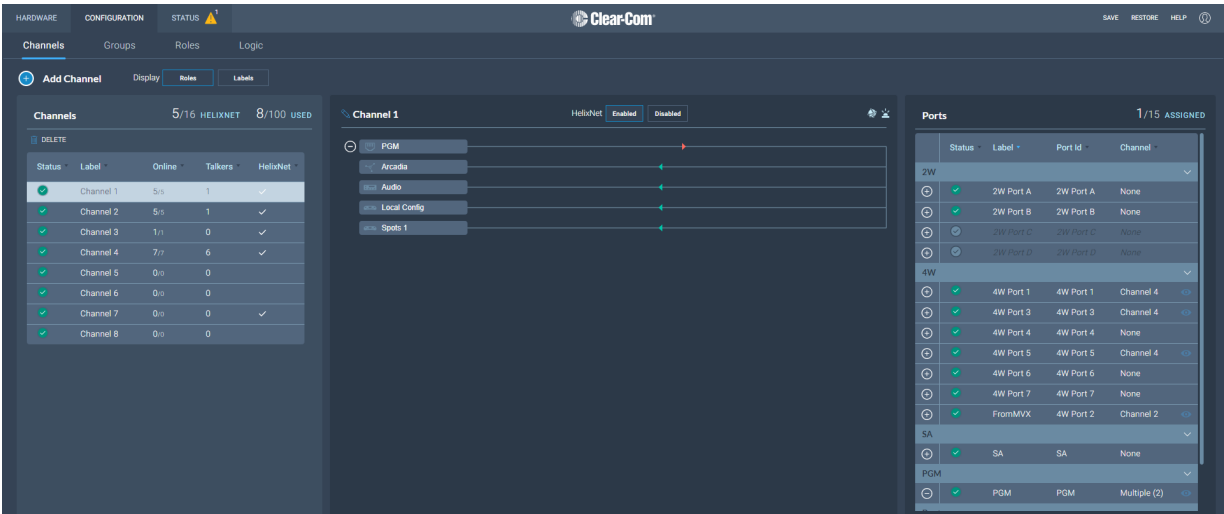 HARDWARE CONFIGURATION STATUS 1 Clear-Com SAVE RESTORE HELP
Channels Groups Roles Logic
Add Channel Display Roles Labels
Channels 5/16 HELIXNET 8/100 USED
DELETE
Status Label Online Talkers HelixNet
Channel 1 5/5 1
Channel 2 5/5 1
Channel 3 1/1 0
Channel 4 7/7 6
Channel 5 0/0 0
Channel 6 0/0 0
Channel 7 0/0 0
Channel 8 0/0 0
Channel 1 HelixNet Enabled Disabled
PGM
Arcadia
Audio
Local Config
Spots 1
Ports 1/15 ASSIGNED
Status Label Port Id Channel
2W
2W Port A 2W Port A None
2W Port B 2W Port B None
2W Port C 2W Port C None
2W Port D 2W Port D None
4W
4W Port 1 4W Port 1 Channel 4
4W Port 3 4W Port 3 Channel 4
4W Port 4 4W Port 4 None
4W Port 5 4W Port 5 Channel 4
4W Port 6 4W Port 6 None
4W Port 7 4W Port 7 None
FromMVX 4W Port 2 Channel 2
SA
SA SA None
PGM
PGM PGM Multiple (2)